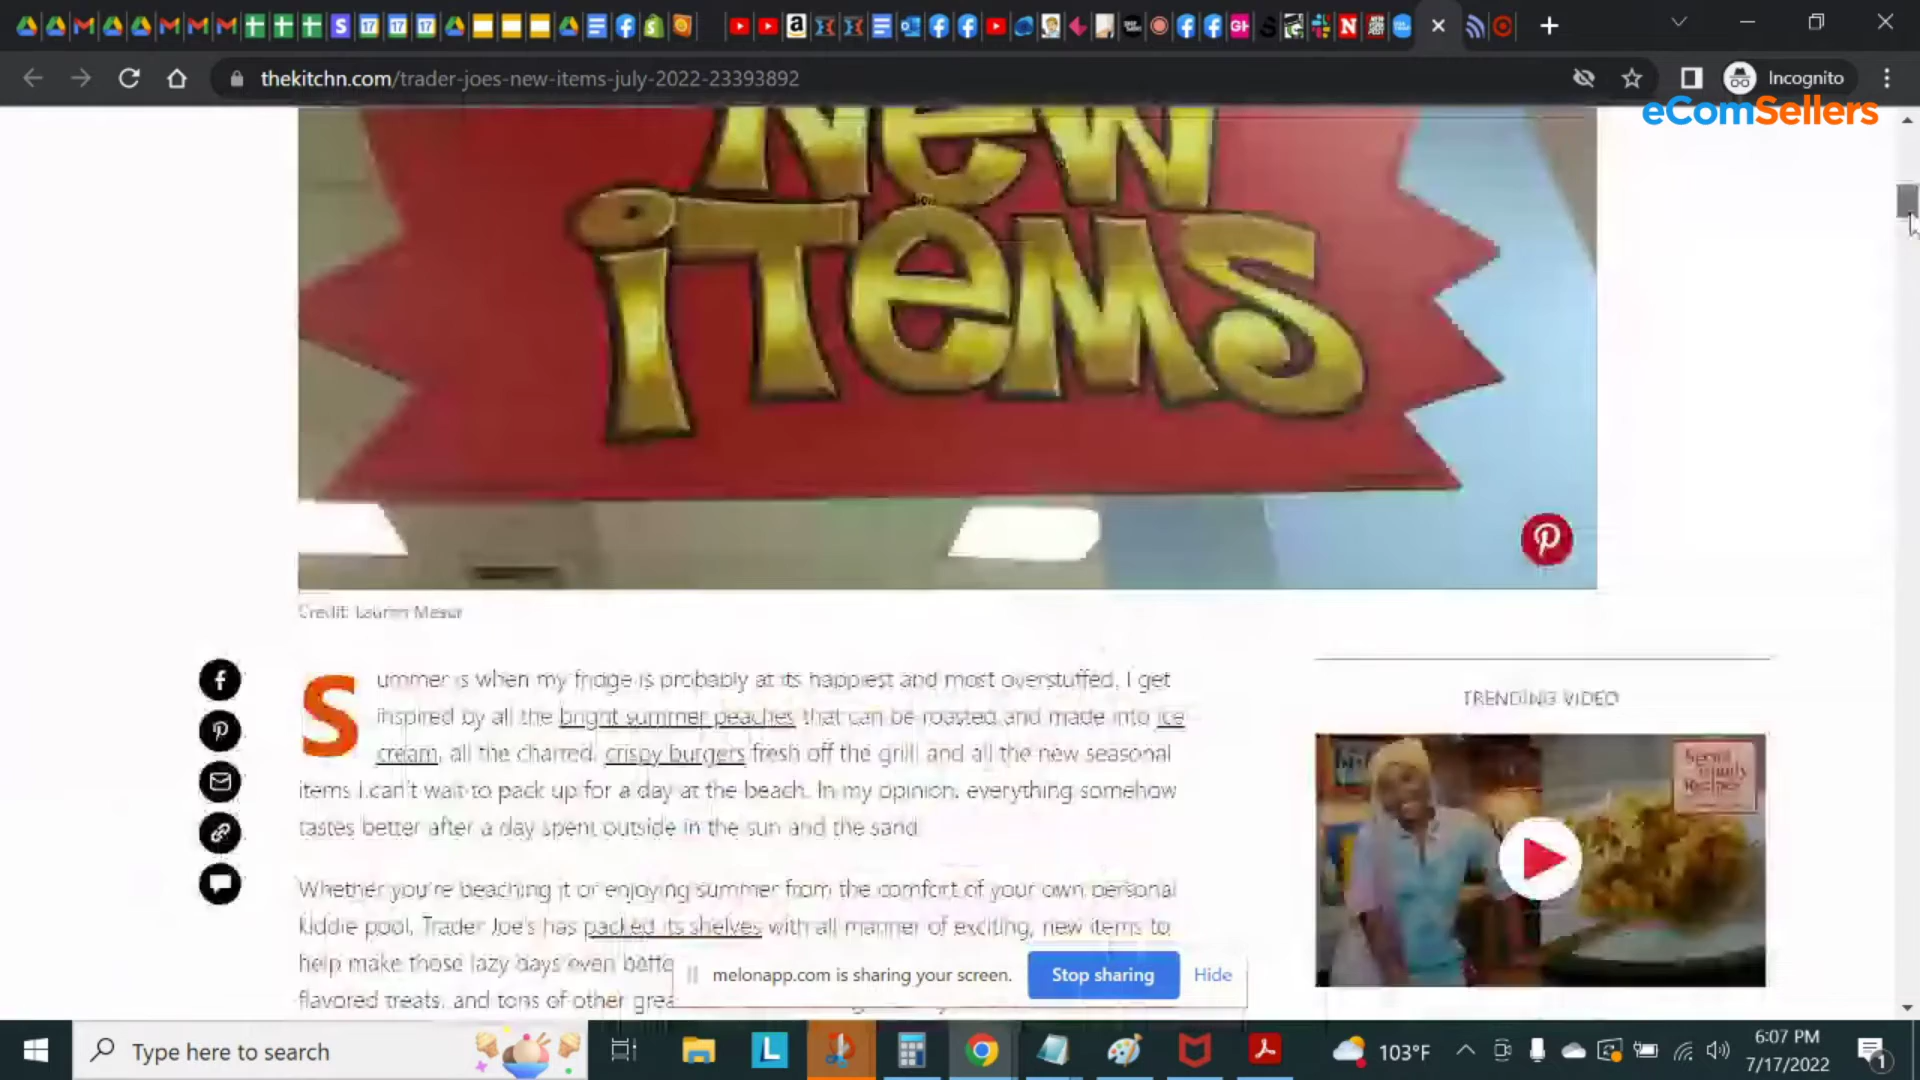 thekitchn.com/trader-joes-new-items-july-2022-23393892
Incognito
eComSellers
New
iTeMS
Credit: Lauren Masur
Summer is when my fridge is probably at its happiest and most overstuffed. I get
inspired by all the bright summer peaches that can be roasted and made into ice
cream, all the charred, crispy burgers fresh off the grill and all the new seasonal
items I can't wait to pack up for a day at the beach. In my opinion, everything somehow
tastes better after a day spent outside in the sun and the sand.
Whether you're beaching it or enjoying summer from the comfort of your own personal
kiddie pool, Trader Joe's has packed its shelves with all manner of exciting, new items to
help make those lazy days even
flavored treats, and tons of other
TRENDING VIDEO
melonapp.com is sharing your screen.
Stop sharing
Hide
Type here to search
103°F
6:07 PM
7/17/2022
1